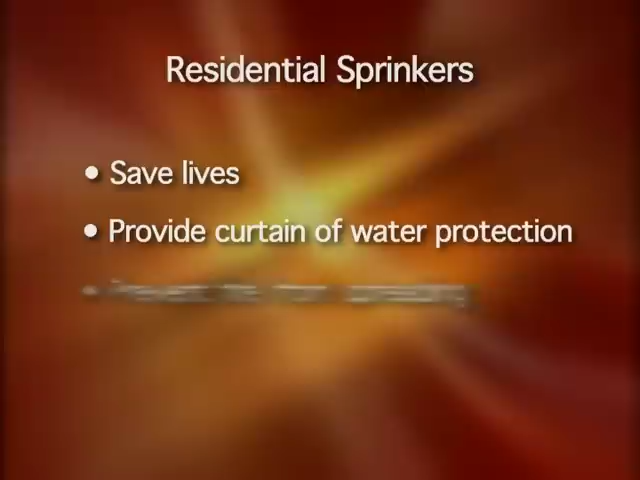 Residential Sprinkers
• Save lives
• Provide curtain of water protection